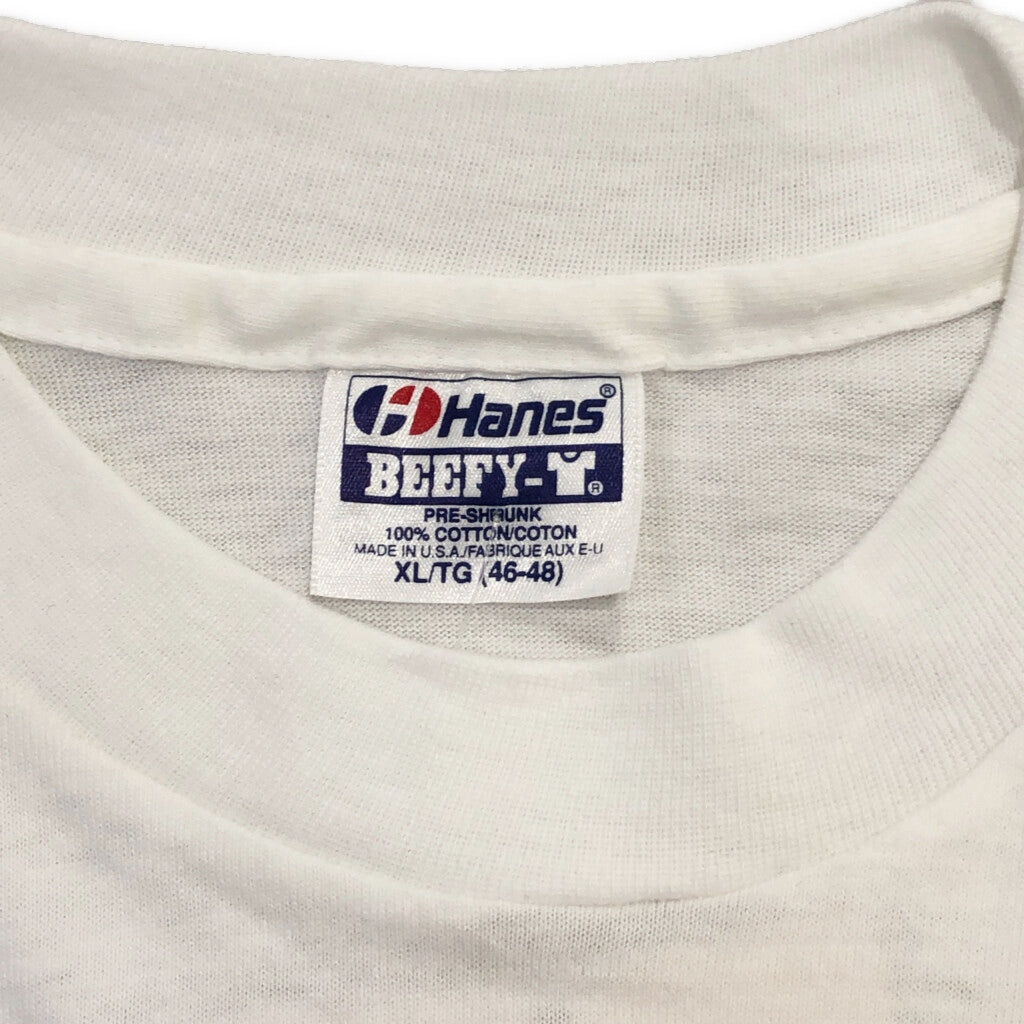 Hanes®
BEEFY-T®
PRE-SHRUNK
100% COTTON/COTON
MADE IN U.S.A./FABRIQUE AUX E-U
XL/TG (46-48)